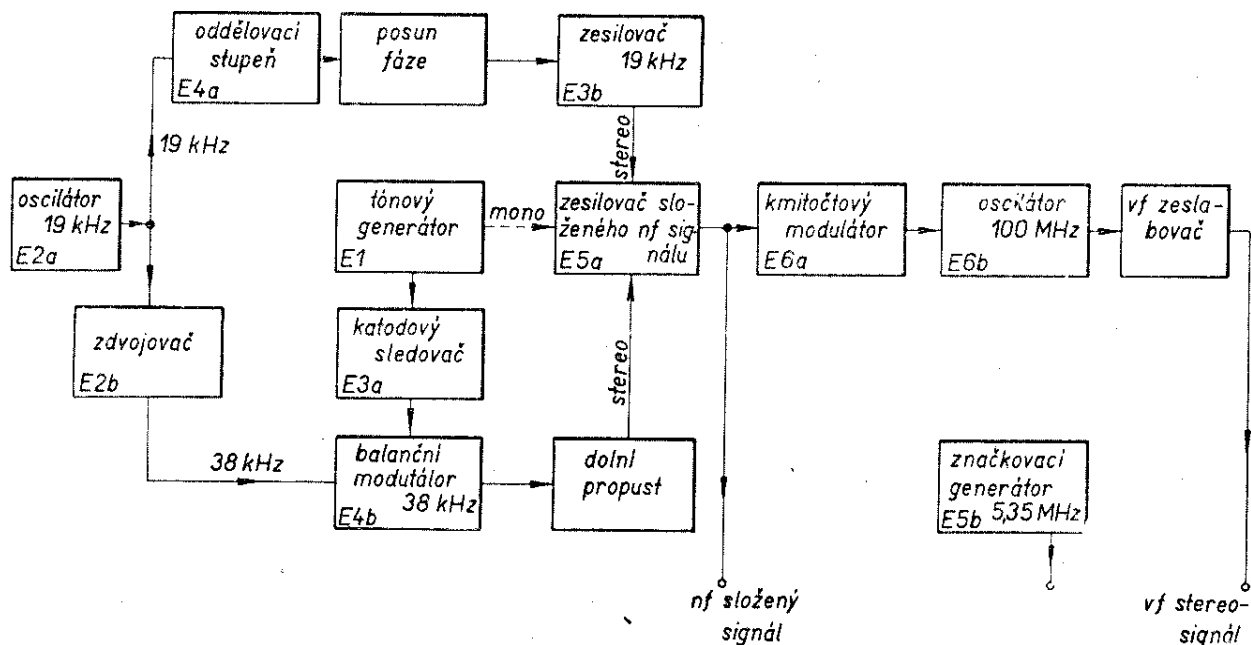 oddělovací
stupeň
E4a
posun
fáze
zesilovač
19 kHz
E3b
19 kHz
stereo
oscilátor
19 kHz
E2a
tónový
generátor
E1
mono
zesilovač slo-
ženého nf sig-
nálu
E5a
kmitočtový
modulátor
E6a
oscilátor
100 MHz
E6b
vf zesla-
bovač
zdvojovač
E2b
katodový
sledovač
E3a
stereo
38 kHz
balanční
modutálor
38 kHz
E4b
dolní
propust
značkovací
generátor
5,35 MHz
E5b
nf složený
signál
vf stereo-
signál